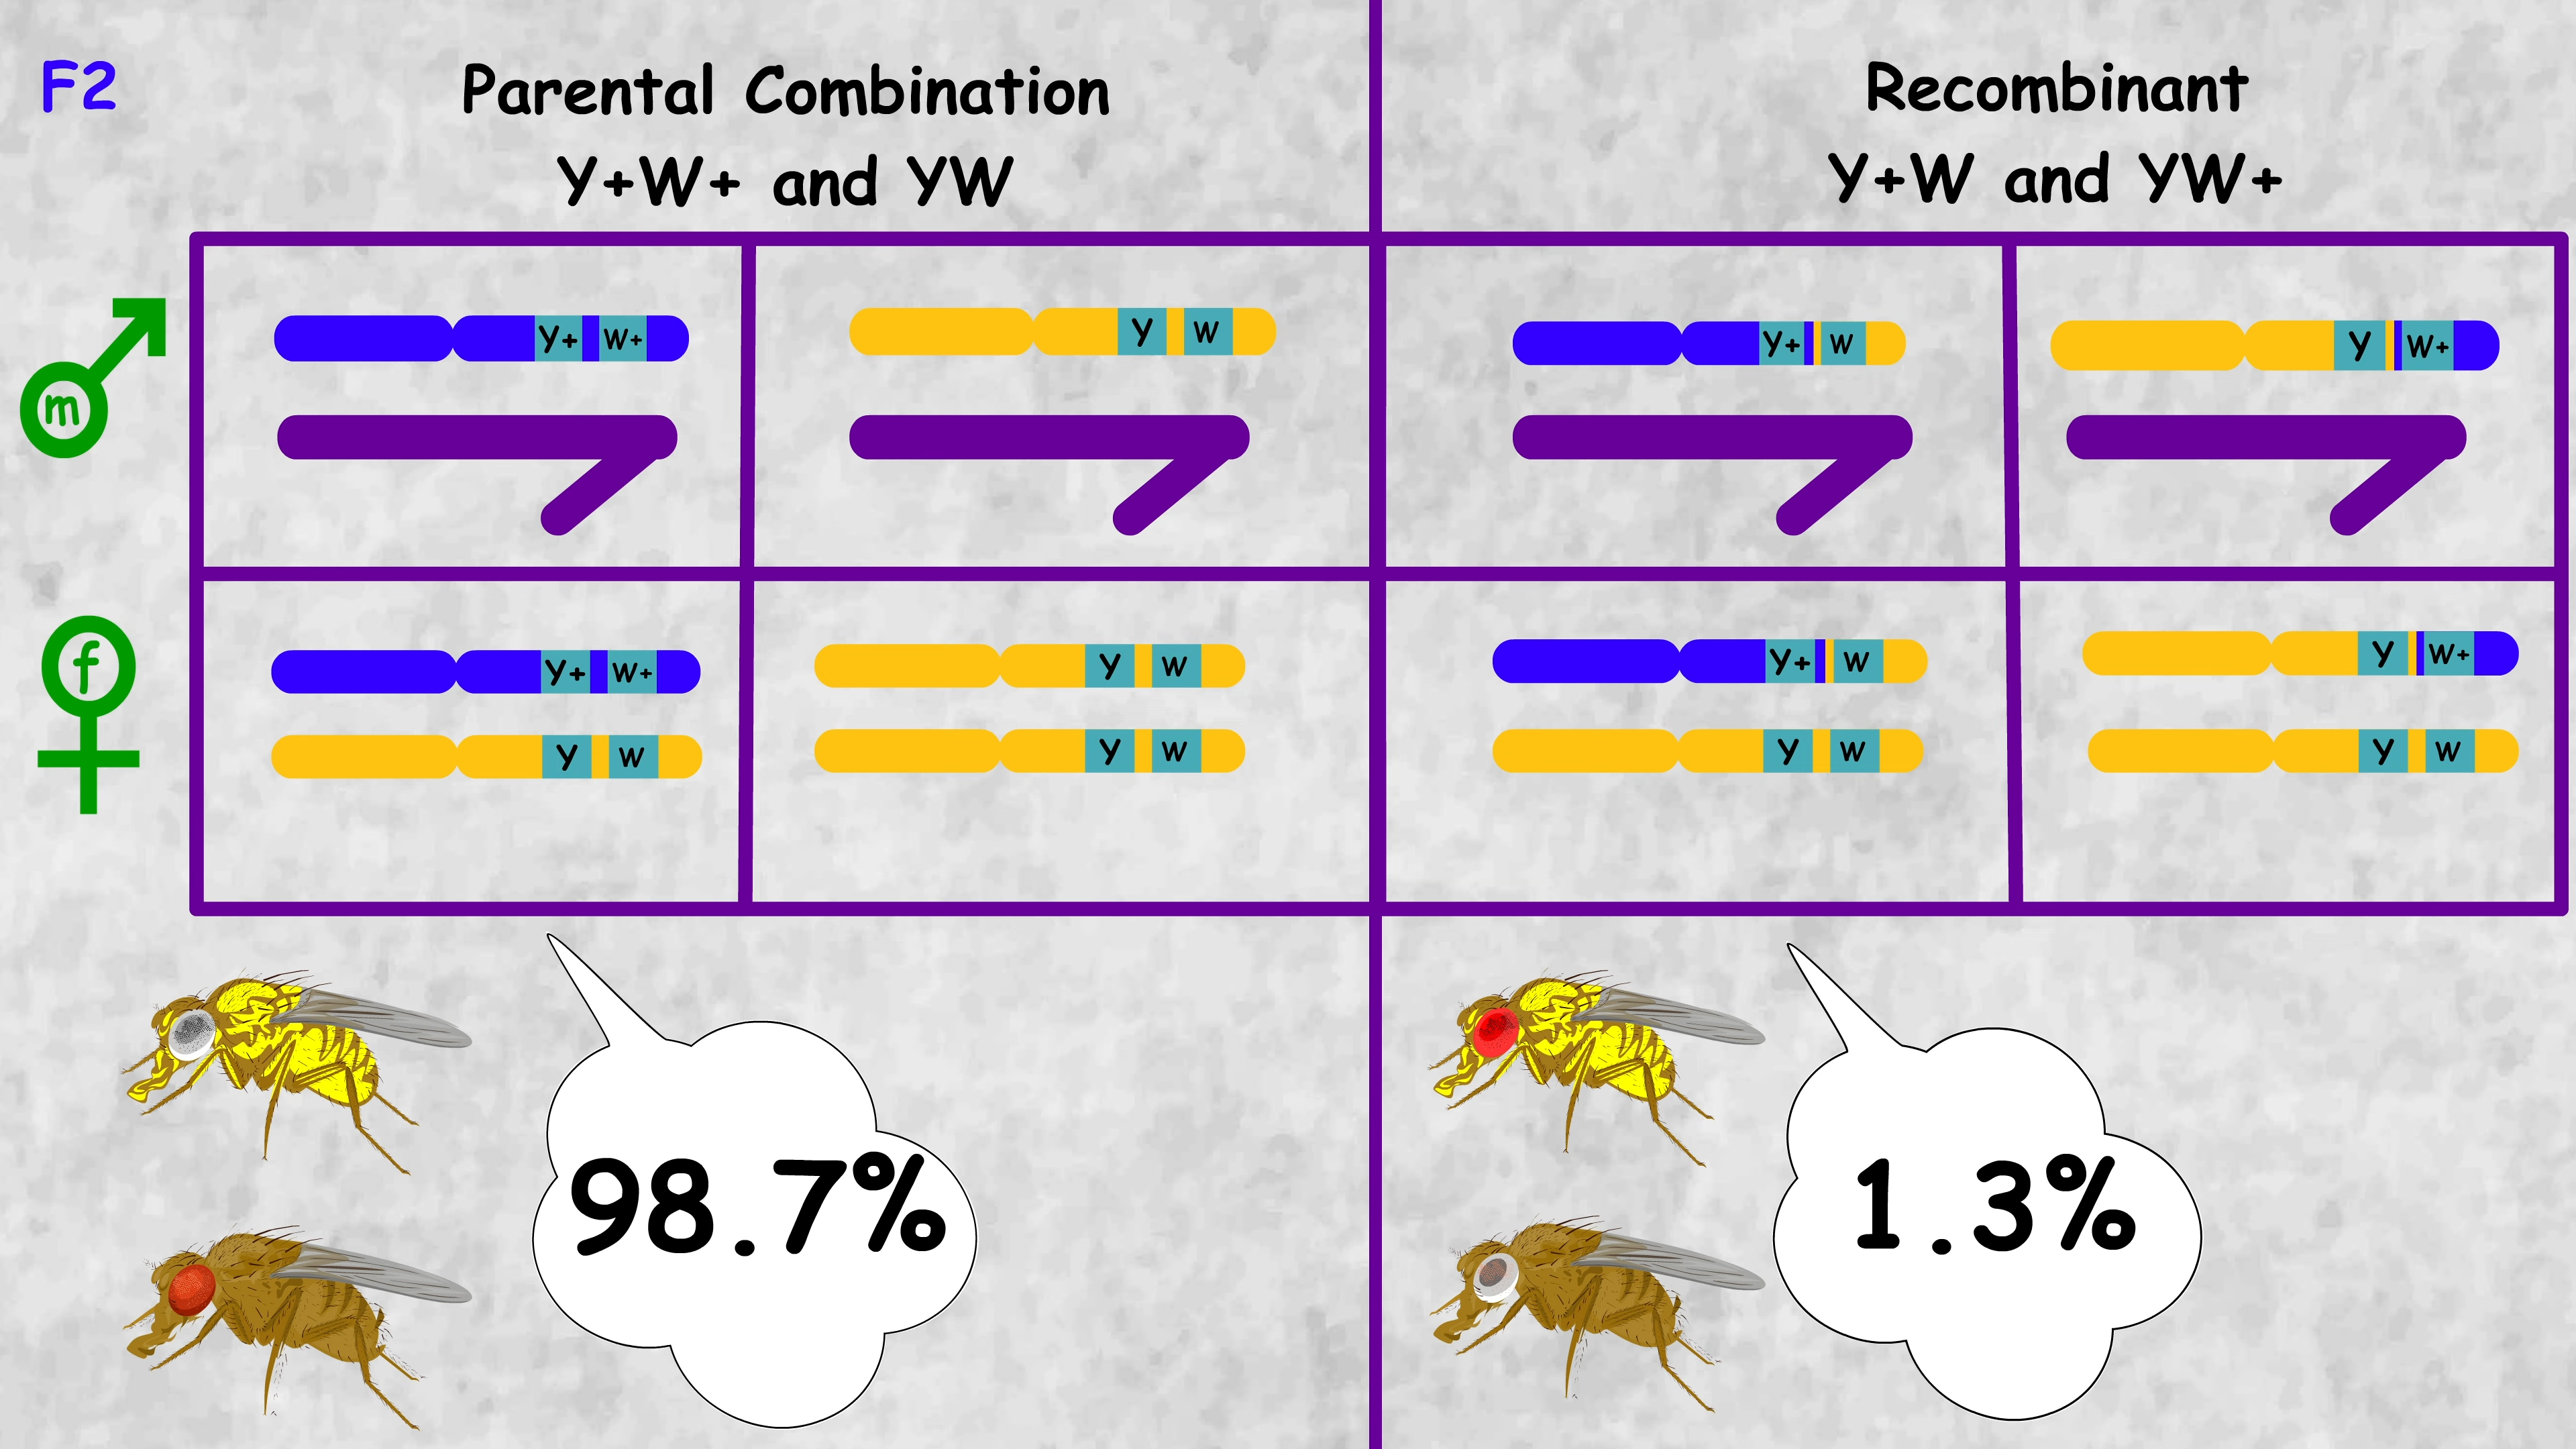 F2
Parental Combination
Y+W+ and YW
Recombinant
Y+W and YW+
m
Y+ W+
Y W
Y+ W
Y W+
f
Y+ W+
Y W
Y W
Y W
Y+ W
Y W
Y W+
Y W
98.7%
1.3%